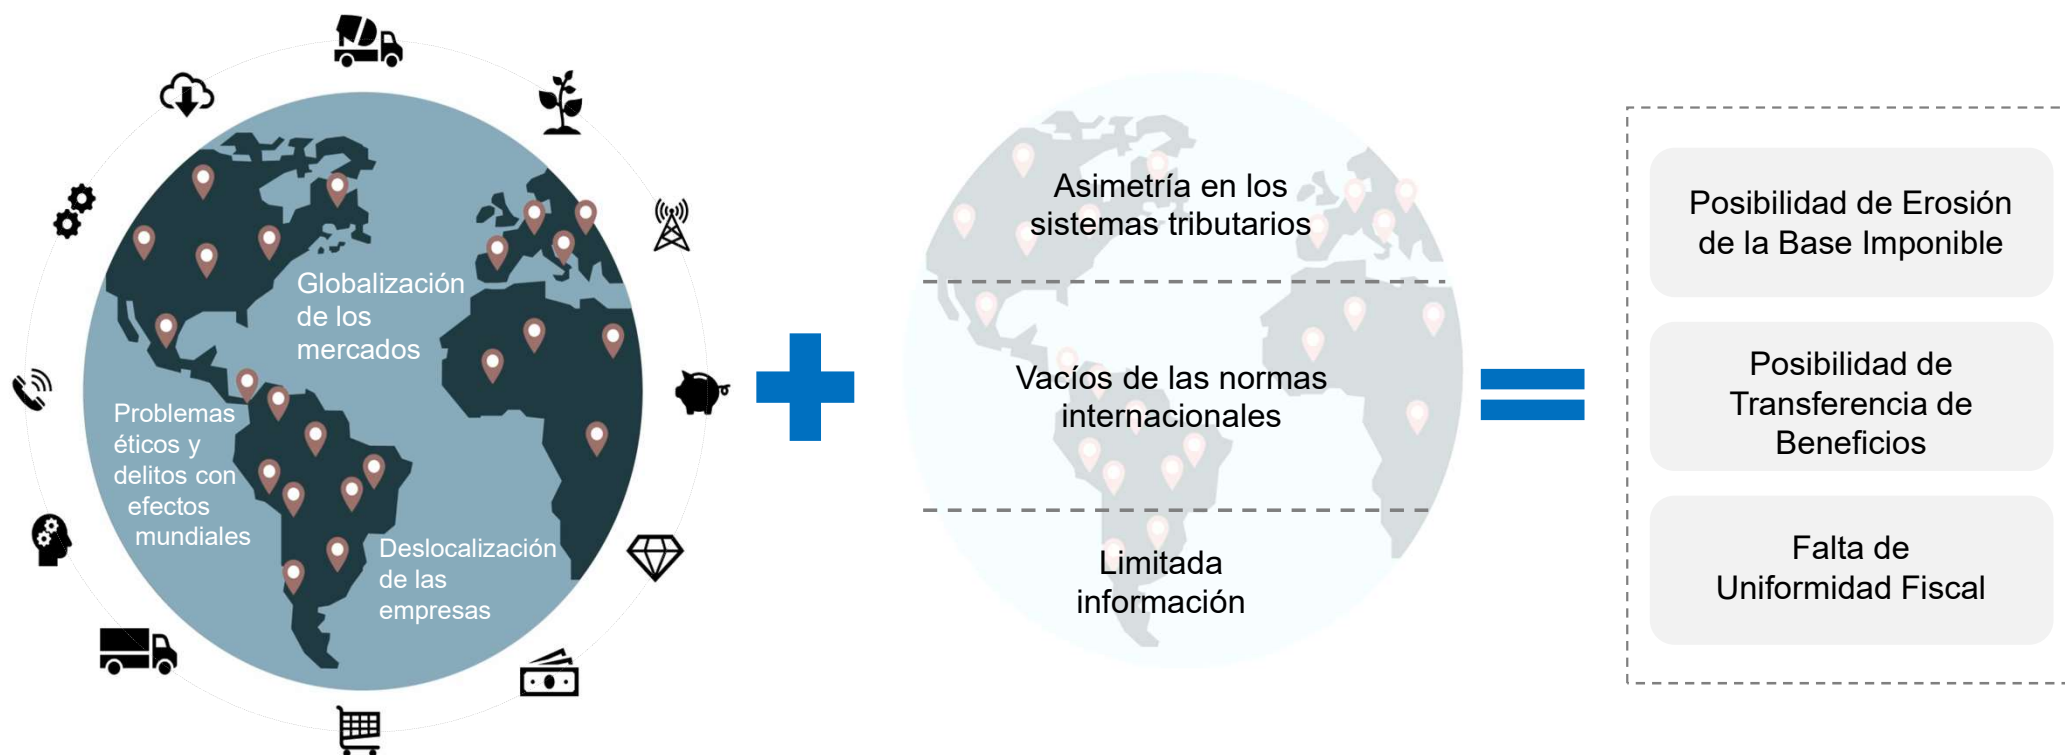 Globalización
de los
mercados
Problemas
éticos y
delitos con
efectos
mundiales
Deslocalización
de las
empresas
Asimetría en los
sistemas tributarios
Vacíos de las normas
internacionales
Limitada
información
Posibilidad de Erosión
de la Base Imponible
Posibilidad de
Transferencia de
Beneficios
Falta de
Uniformidad Fiscal